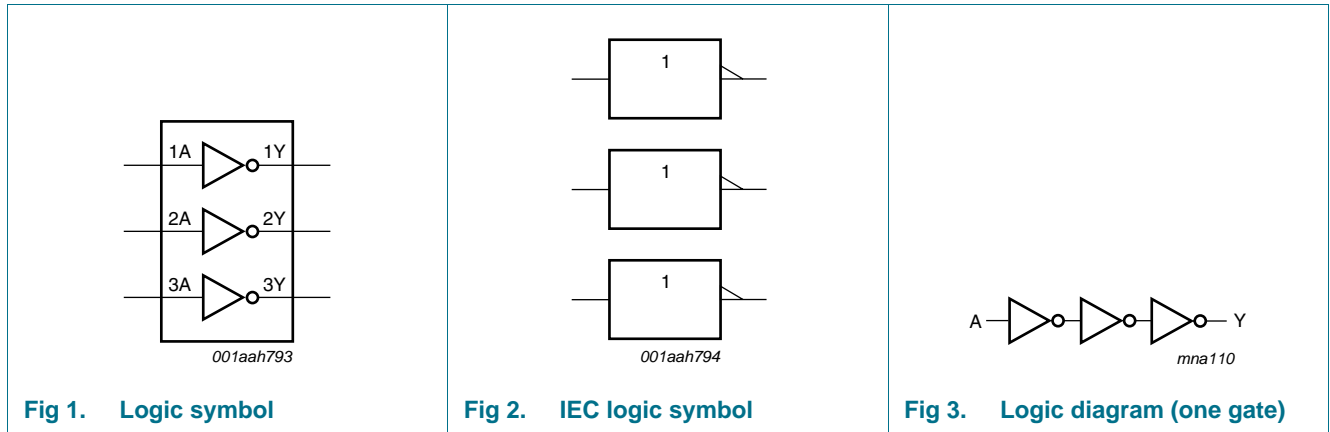 1A 1Y
2A 2Y
3A 3Y
001aah793
Fig 1. Logic symbol
1
1
1
001aah794
Fig 2. IEC logic symbol
A Y
mna110
Fig 3. Logic diagram (one gate)